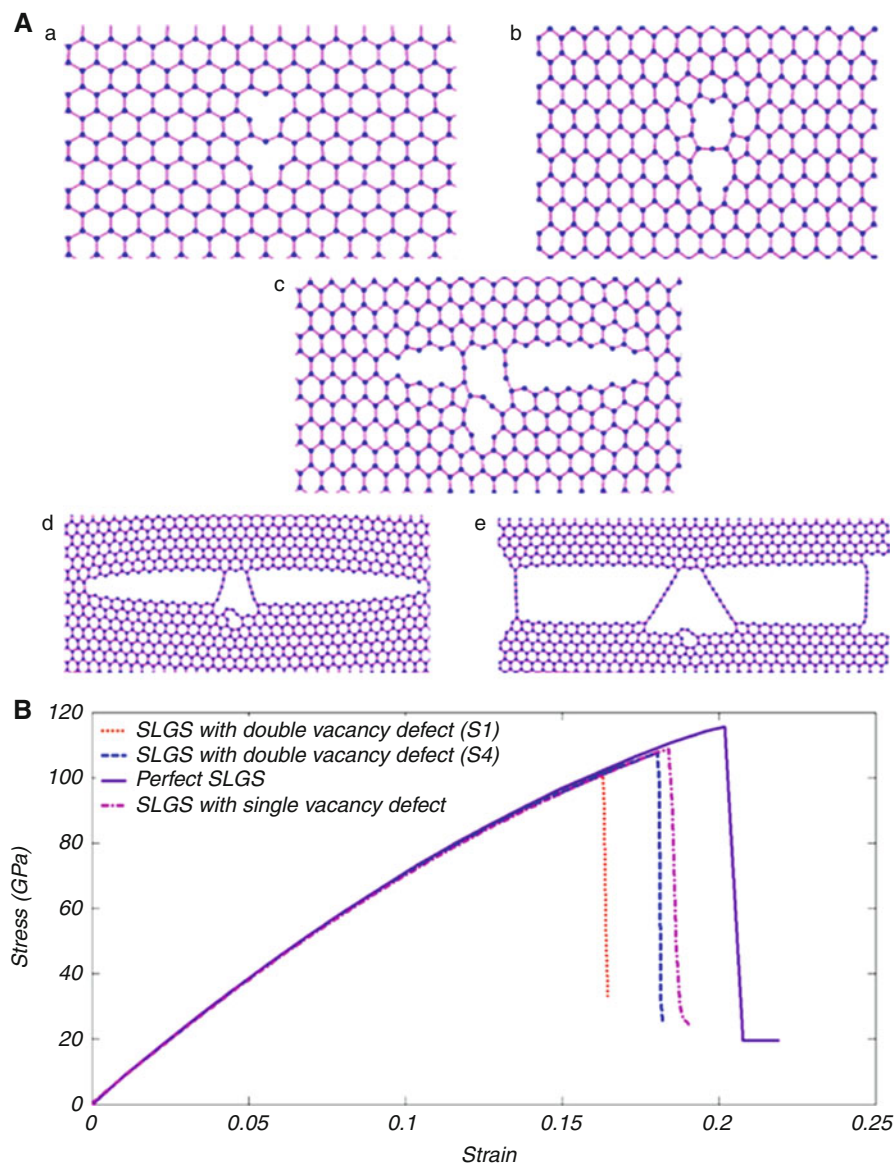 A
a
b
c
d
e
B
120
SLGS with double vacancy defect (S1)
SLGS with double vacancy defect (S4)
100
Perfect SLGS
SLGS with single vacancy defect
80
60
40
20
0
Stress (GPa)
0 0.05 0.1 0.15 0.2 0.25
Strain